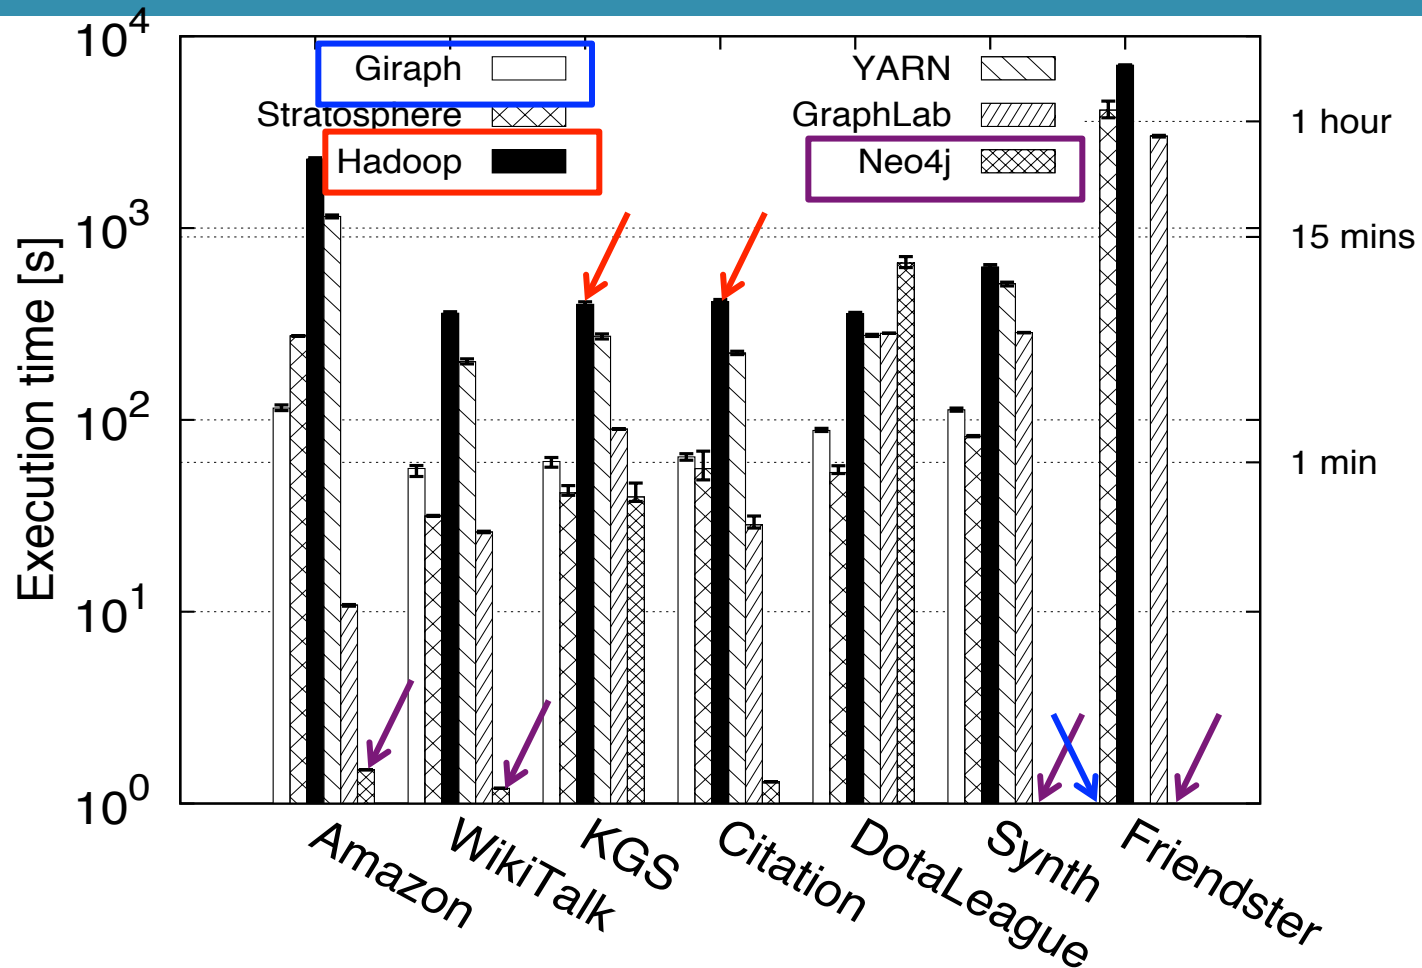 10^4
Giraph
YARN
Stratosphere
GraphLab
1 hour
Hadoop
Neo4j
10^3
15 mins
Execution time [s]
10^2
1 min
10^1
10^0
Amazon
WikiTalk
KGS
Citation
DotaLeague
Synth
Friendster